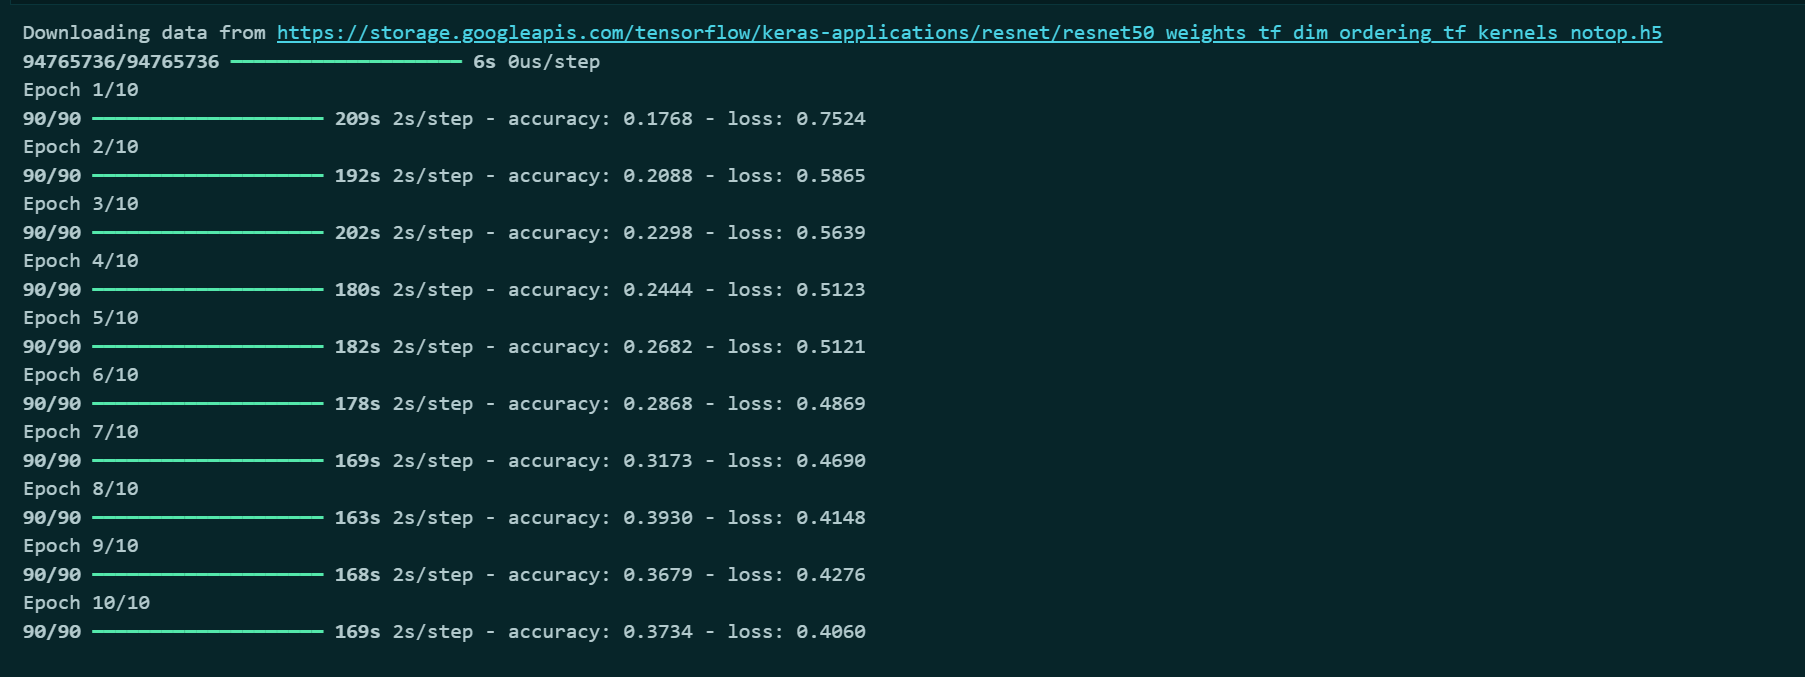 Downloading data from https://storage.googleapis.com/tensorflow/keras-applications/resnet/resnet50_weights_tf_dim_ordering_tf_kernels_notop.h5
94765736/94765736 ━━━━━━━━━━━━━━━━━━━━ 6s 0us/step
Epoch 1/10
90/90 ━━━━━━━━━━━━━━━━━━━━ 209s 2s/step - accuracy: 0.1768 - loss: 0.7524
Epoch 2/10
90/90 ━━━━━━━━━━━━━━━━━━━━ 192s 2s/step - accuracy: 0.2088 - loss: 0.5865
Epoch 3/10
90/90 ━━━━━━━━━━━━━━━━━━━━ 202s 2s/step - accuracy: 0.2298 - loss: 0.5639
Epoch 4/10
90/90 ━━━━━━━━━━━━━━━━━━━━ 180s 2s/step - accuracy: 0.2444 - loss: 0.5123
Epoch 5/10
90/90 ━━━━━━━━━━━━━━━━━━━━ 182s 2s/step - accuracy: 0.2682 - loss: 0.5121
Epoch 6/10
90/90 ━━━━━━━━━━━━━━━━━━━━ 178s 2s/step - accuracy: 0.2868 - loss: 0.4869
Epoch 7/10
90/90 ━━━━━━━━━━━━━━━━━━━━ 169s 2s/step - accuracy: 0.3173 - loss: 0.4690
Epoch 8/10
90/90 ━━━━━━━━━━━━━━━━━━━━ 163s 2s/step - accuracy: 0.3930 - loss: 0.4148
Epoch 9/10
90/90 ━━━━━━━━━━━━━━━━━━━━ 168s 2s/step - accuracy: 0.3679 - loss: 0.4276
Epoch 10/10
90/90 ━━━━━━━━━━━━━━━━━━━━ 169s 2s/step - accuracy: 0.3734 - loss: 0.4060